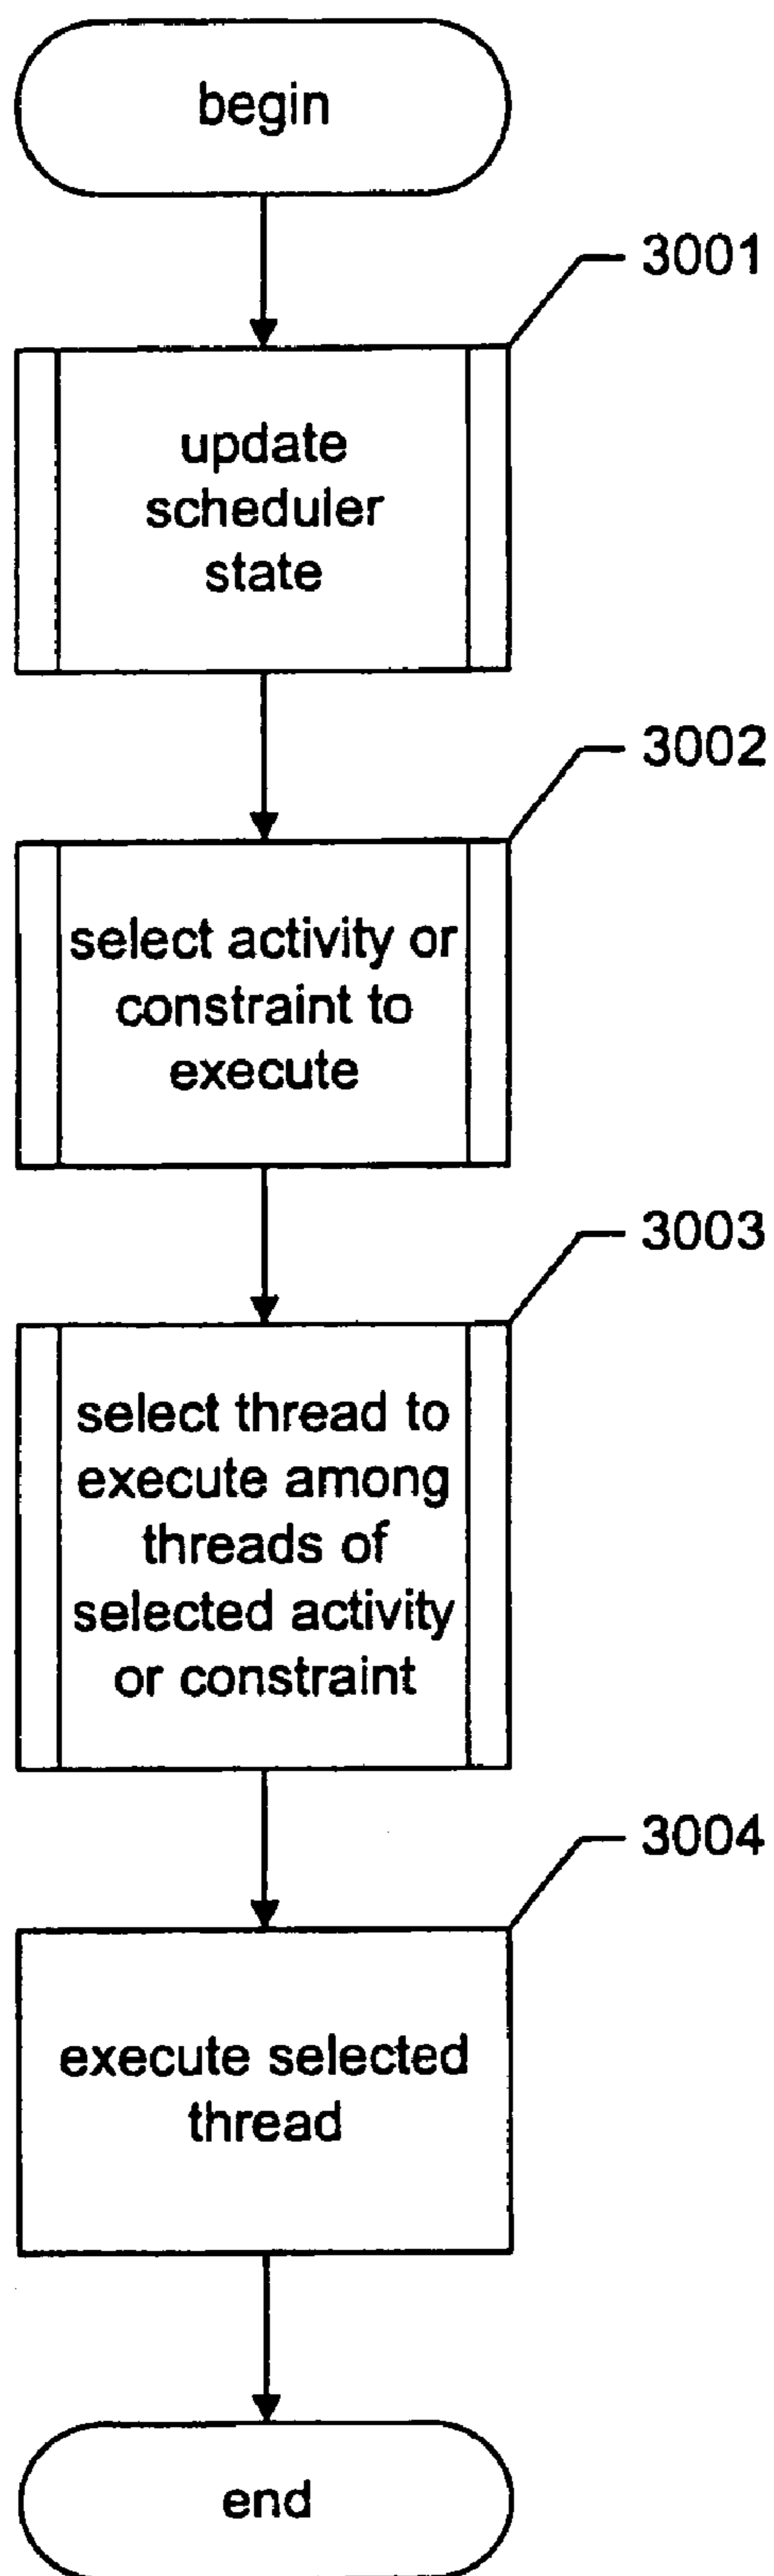 begin
3001
update
scheduler
state
3002
select activity or
constraint to
execute
3003
select thread to
execute among
threads of
selected activity
or constraint
3004
execute selected
thread
end